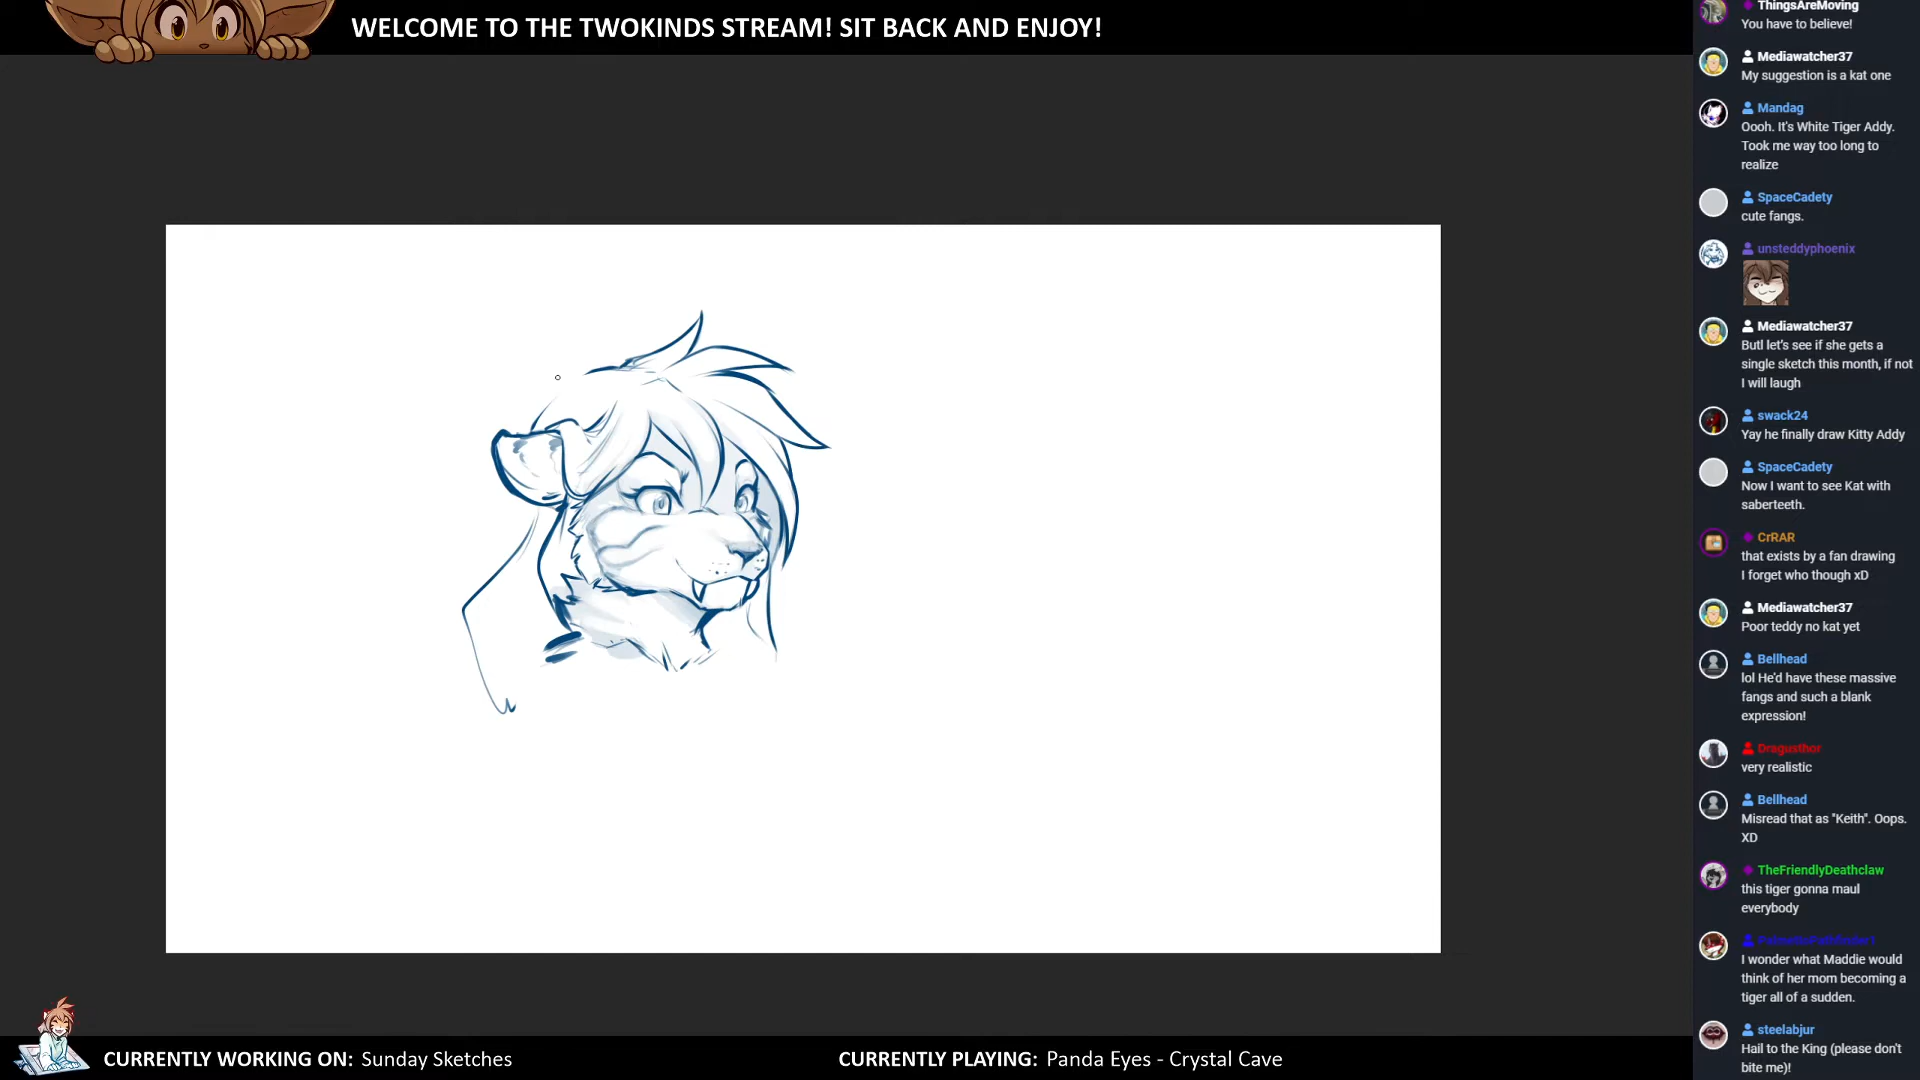 WELCOME TO THE TWOKINDS STREAM! SIT BACK AND ENJOY!
ThingsAreMoving
You have to believe!
Mediawatcher37
My suggestion is a kat one
Mandag
Oooh. It's White Tiger Addy.
Took me way too long to
realize
SpaceCadety
cute fangs.
unsteddyphoenix
Mediawatcher37
Butl let's see if she gets a
single sketch this month, if not
I will laugh
swack24
Yay he finally draw Kitty Addy
SpaceCadety
Now I want to see Kat with
saberteeth.
CrRAR
that exists by a fan drawing
I forget who though xD
Mediawatcher37
Poor teddy no kat yet
Bellhead
lol He'd have these massive
fangs and such a blank
expression!
Dragusthor
very realistic
Bellhead
Misread that as "Keith". Oops.
XD
TheFriendlyDeathclaw
this tiger gonna maul
everybody
I wonder what Maddie would
think of her mom becoming a
tiger all of a sudden.
steelabjur
Hail to the King (please don't
bite me)!
CURRENTLY WORKING ON: Sunday Sketches
CURRENTLY PLAYING: Panda Eyes - Crystal Cave